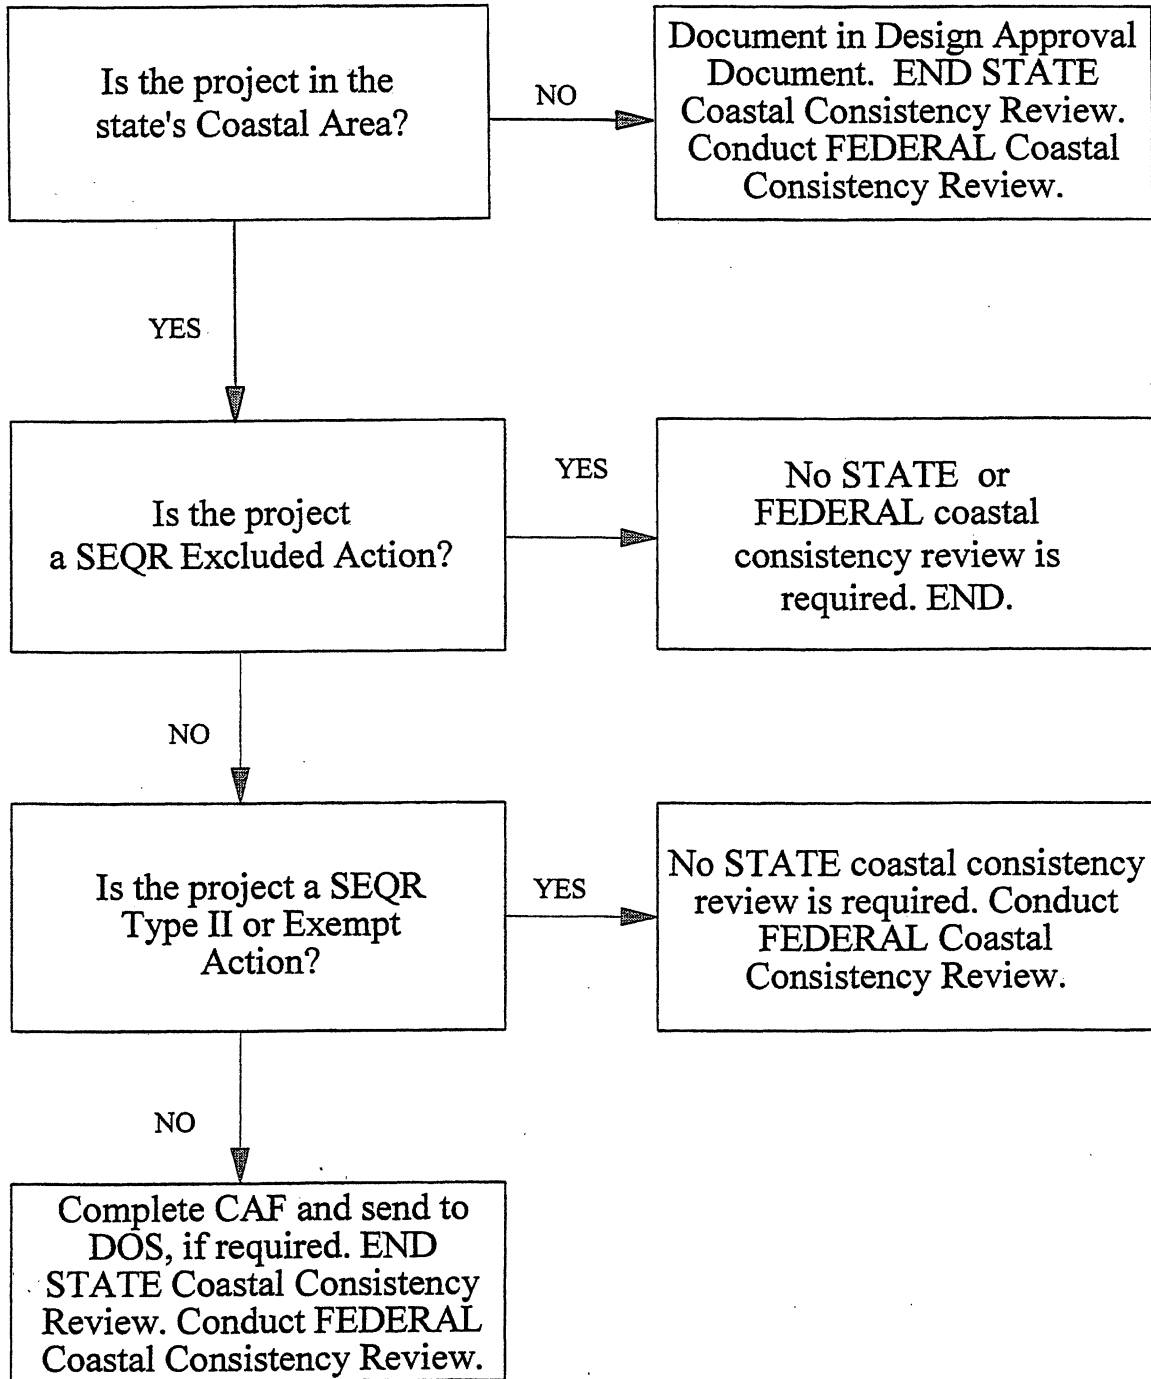 Is the project in the
state's Coastal Area?
NO
Document in Design Approval
Document. END STATE
Coastal Consistency Review.
Conduct FEDERAL Coastal
Consistency Review.
YES
Is the project
a SEQR Excluded Action?
YES
No STATE or
FEDERAL coastal
consistency review is
required. END.
NO
Is the project a SEQR
Type II or Exempt
Action?
YES
No STATE coastal consistency
review is required. Conduct
FEDERAL Coastal
Consistency Review.
NO
Complete CAF and send to
DOS, if required. END
STATE Coastal Consistency
Review. Conduct FEDERAL
Coastal Consistency Review.